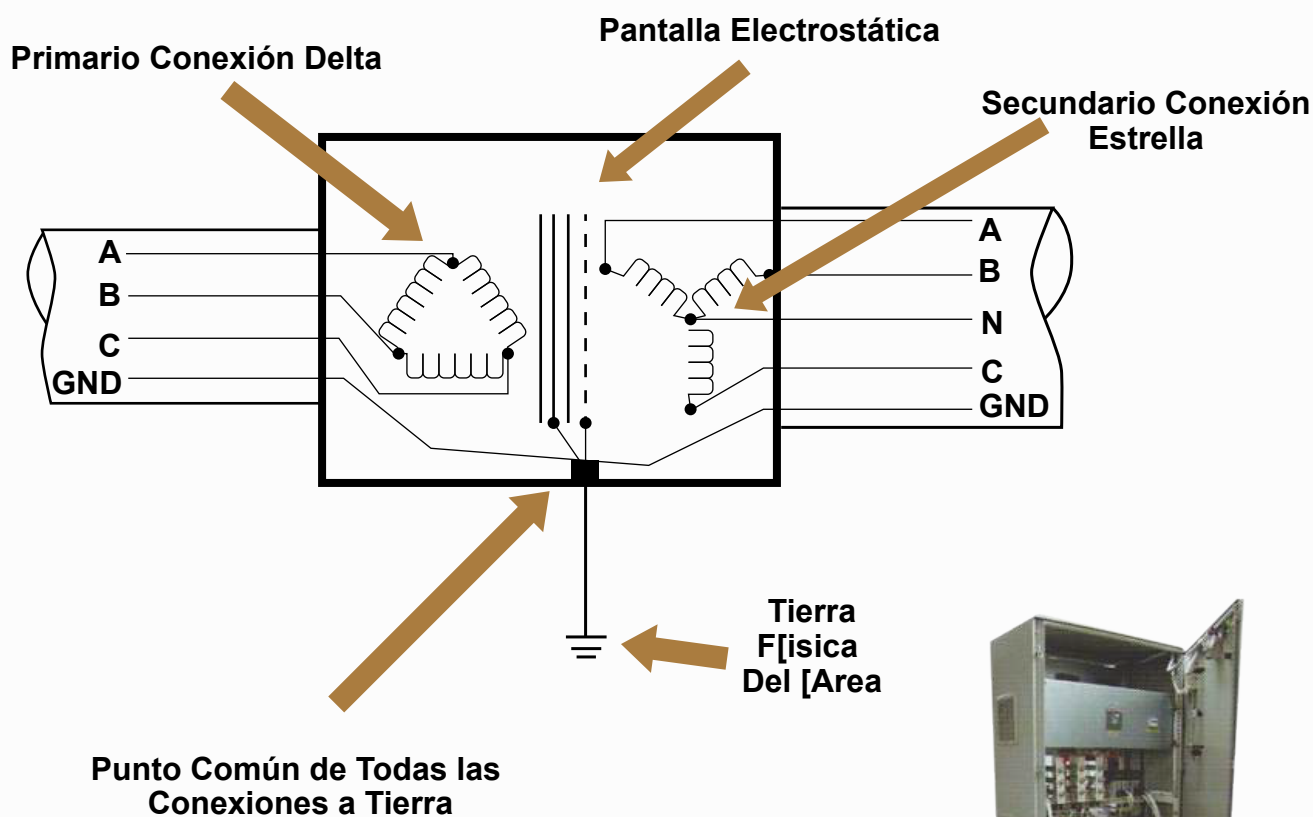 Pantalla Electrostática
Primario Conexión Delta
Secundario Conexión
Estrella
A
B
C
GND
A
B
N
C
GND
Tierra
F[isica
Del [Area
Punto Común de Todas las
Conexiones a Tierra